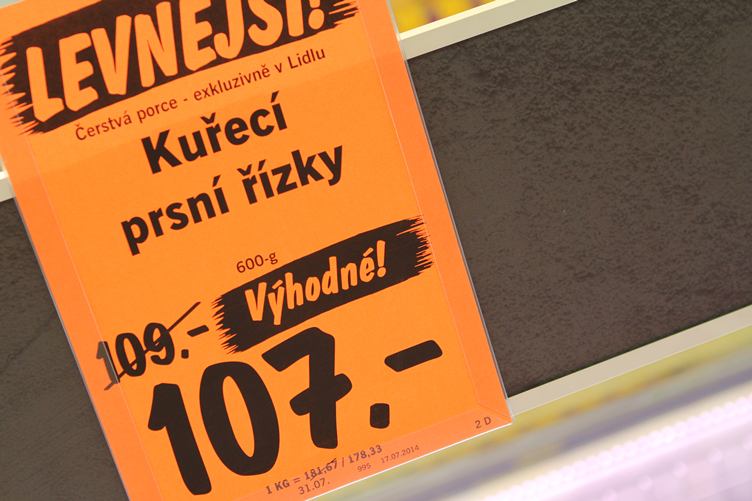 LEVNĚJŠÍ!
Čerstvá porce - exkluzivně v Lidlu
Kuřecí
prsní řízky
600-g
Výhodné!
109.-
107.-
2 D
1 KG = 181,67 / 178,33
31.07. 995 17.07.2014